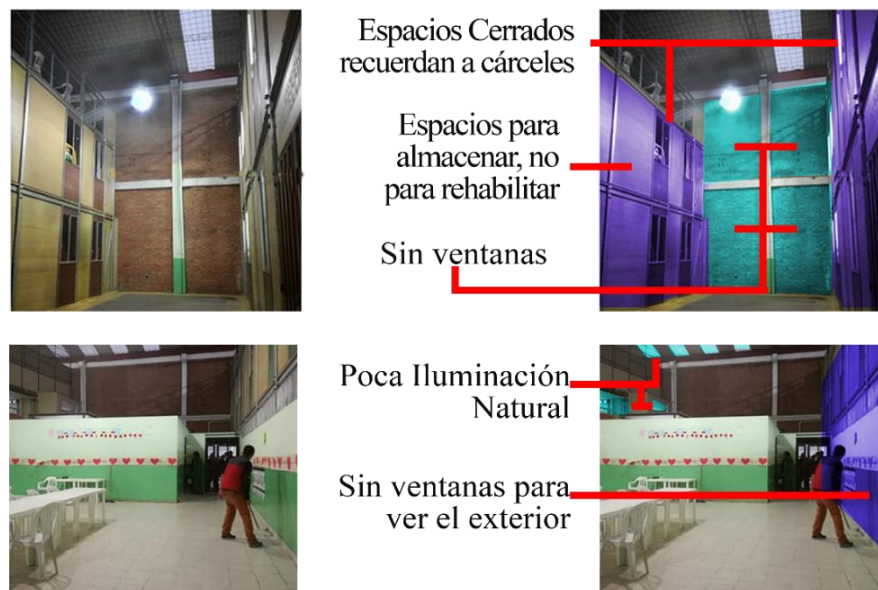 Espacios Cerrados
recuerdan a cárceles
Espacios para
almacenar, no
para rehabilitar
Sin ventanas
Poca Iluminación
Natural
Sin ventanas para
ver el exterior